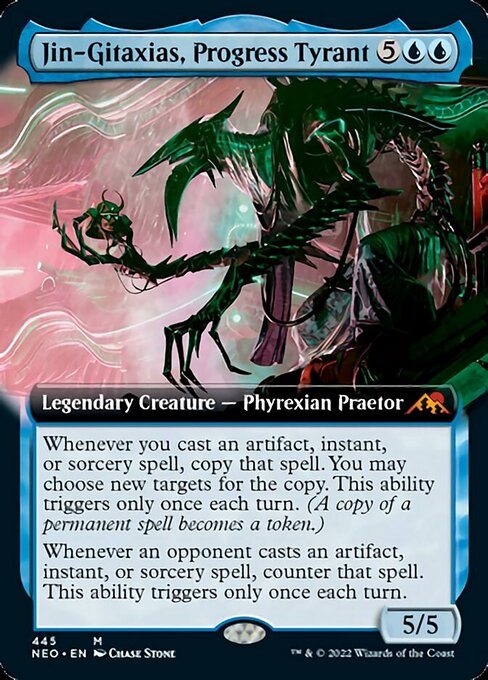 Jin-Gitaxias, Progress Tyrant 5
Legendary Creature — Phyrexian Praetor
Whenever you cast an artifact, instant,
or sorcery spell, copy that spell. You may
choose new targets for the copy. This ability
triggers only once each turn. (A copy of a
permanent spell becomes a token.)
Whenever an opponent casts an artifact,
instant, or sorcery spell, counter that spell.
This ability triggers only once each turn.
5/5
445 M
NEO • EN Chase Stone
™ & © 2022 Wizards of the Coast